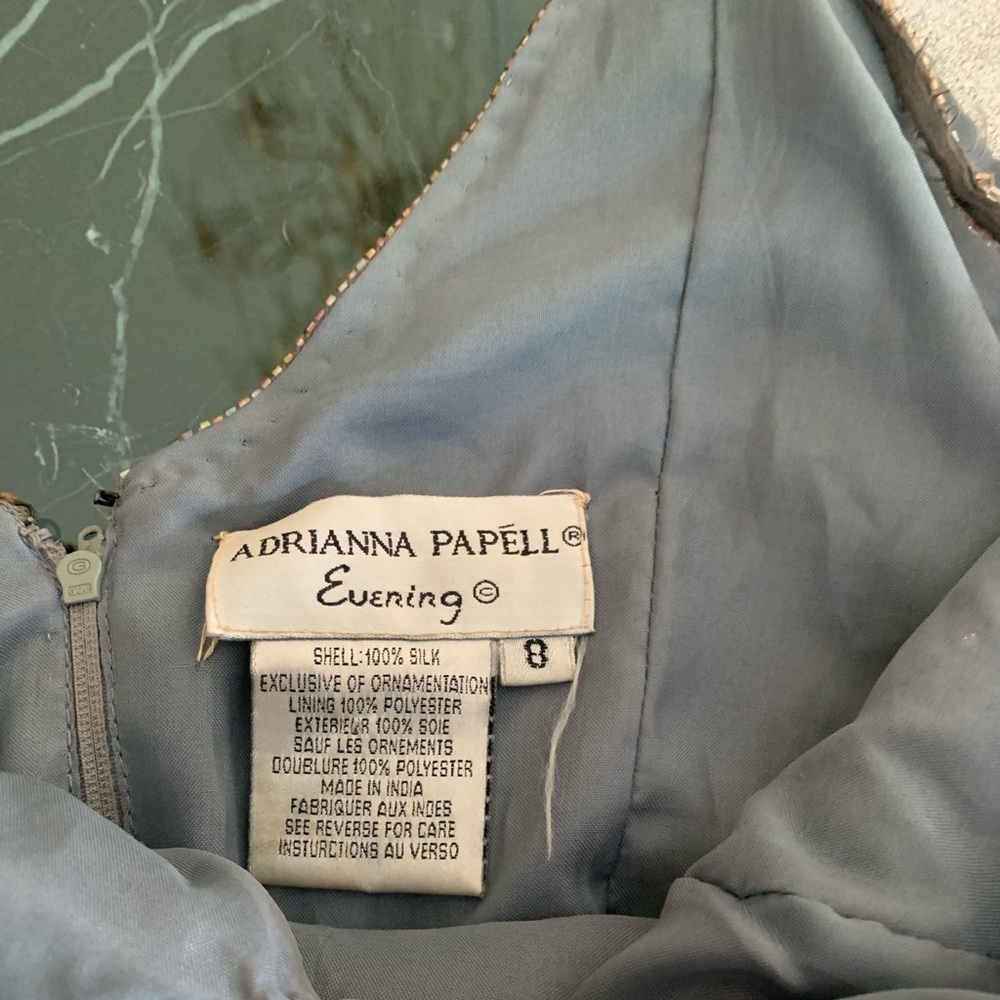 ADRIANNA PAPÉLL®
Evening ©
8
SHELL:100% SILK
EXCLUSIVE OF ORNAMENTATION
LINING 100% POLYESTER
EXTERIEUR 100% SOIE
SAUF LES ORNEMENTS
DOUBLURE 100% POLYESTER
MADE IN INDIA
FABRIQUER AUX INDES
SEE REVERSE FOR CARE
INSTURCTIONS AU VERSO